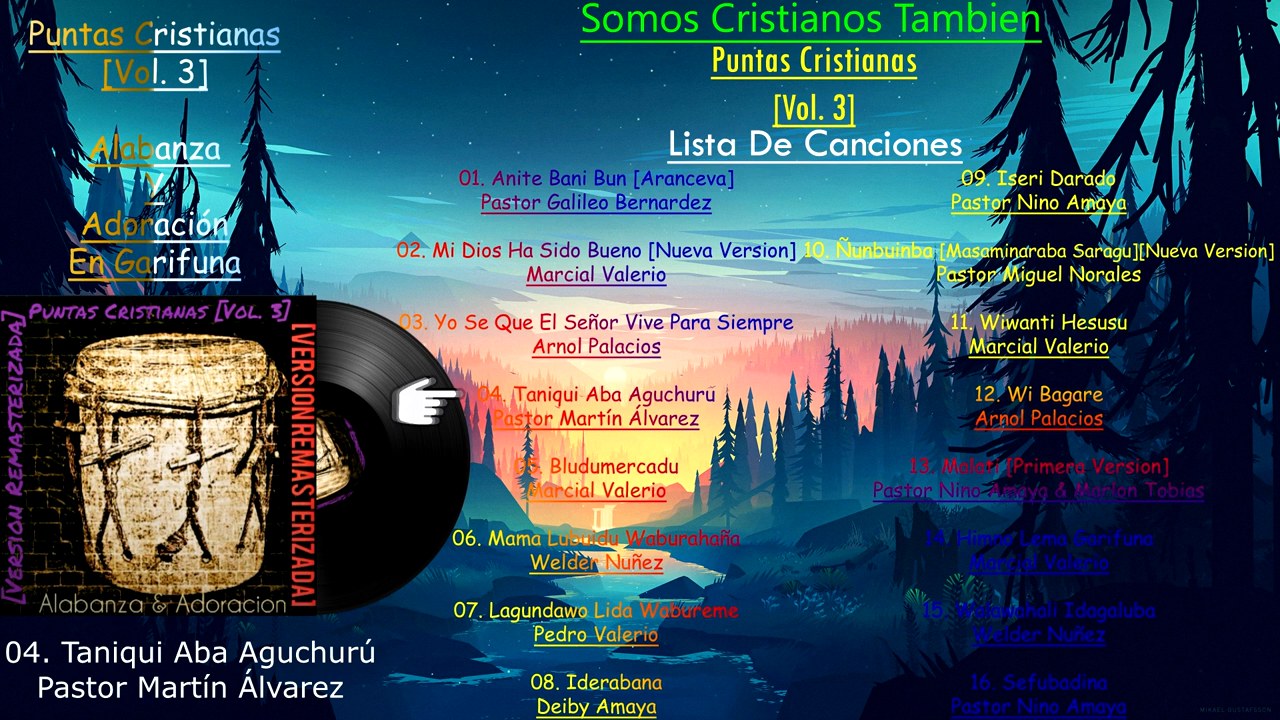 Puntas Cristianas
[Vol. 3]
Alabanza
Y
Adoración
En Garifuna
Puntas Cristianas [Vol. 3]
[Version Remasterizada]
[VERSION REMASTERIZADA]
Alabanza & Adoracion
04. Taniqui Aba Aguchurú
Pastor Martín Álvarez
Somos Cristianos Tambien
Puntas Cristianas
[Vol. 3]
Lista De Canciones
01. Anite Bani Bun [Aranceva]
Pastor Galileo Bernardez
02. Mi Dios Ha Sido Bueno [Nueva Version]
Marcial Valerio
03. Yo Se Que El Señor Vive Para Siempre
Arnol Palacios
04. Taniqui Aba Aguchurú
Pastor Martín Álvarez
05. Bludumercadu
Marcial Valerio
06. Mama Lubuidu Waburahaña
Welder Nuñez
07. Lagundawo Lida Wabureme
Pedro Valerio
08. Iderabana
Deiby Amaya
09. Iseri Darado
Pastor Nino Amaya
10. Ñunbuinba [Masaminaraba Saragu][Nueva Version]
Pastor Miguel Norales
11. Wiwanti Hesusu
Marcial Valerio
12. Wi Bagare
Arnol Palacios
13. Malati [Primera Version]
Pastor Nino Amaya & Marlon Tobias
14. Himno Lema Garifuna
Marcial Valerio
15. Walawahali Idagaluba
Welder Nuñez
16. Sefubadina
Pastor Nino Amaya
MIKAEL GUSTAFSSON